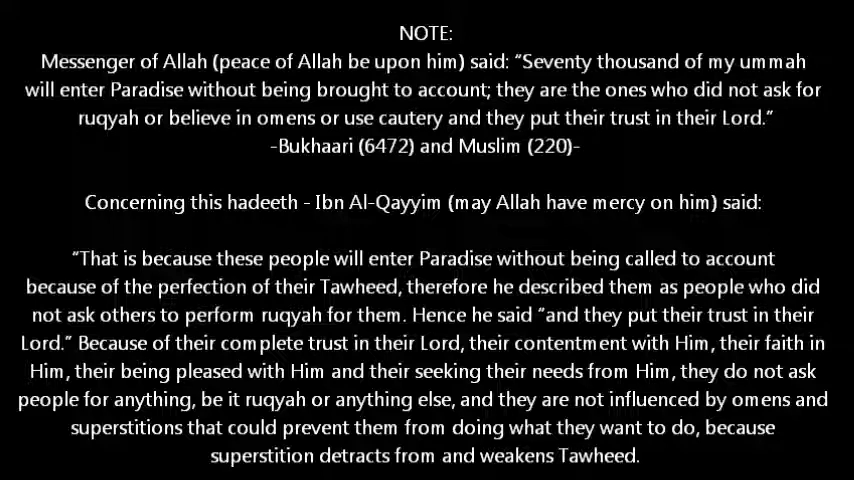 NOTE:
Messenger of Allah (peace of Allah be upon him) said: “Seventy thousand of my ummah
will enter Paradise without being brought to account; they are the ones who did not ask for
ruqyah or believe in omens or use cautery and they put their trust in their Lord.”
-Bukhaari (6472) and Muslim (220)-
Concerning this hadeeth - Ibn Al-Qayyim (may Allah have mercy on him) said:
“That is because these people will enter Paradise without being called to account
because of the perfection of their Tawheed, therefore he described them as people who did
not ask others to perform ruqyah for them. Hence he said “and they put their trust in their
Lord.” Because of their complete trust in their Lord, their contentment with Him, their faith in
Him, their being pleased with Him and their seeking their needs from Him, they do not ask
people for anything, be it ruqyah or anything else, and they are not influenced by omens and
superstitions that could prevent them from doing what they want to do, because
superstition detracts from and weakens Tawheed.